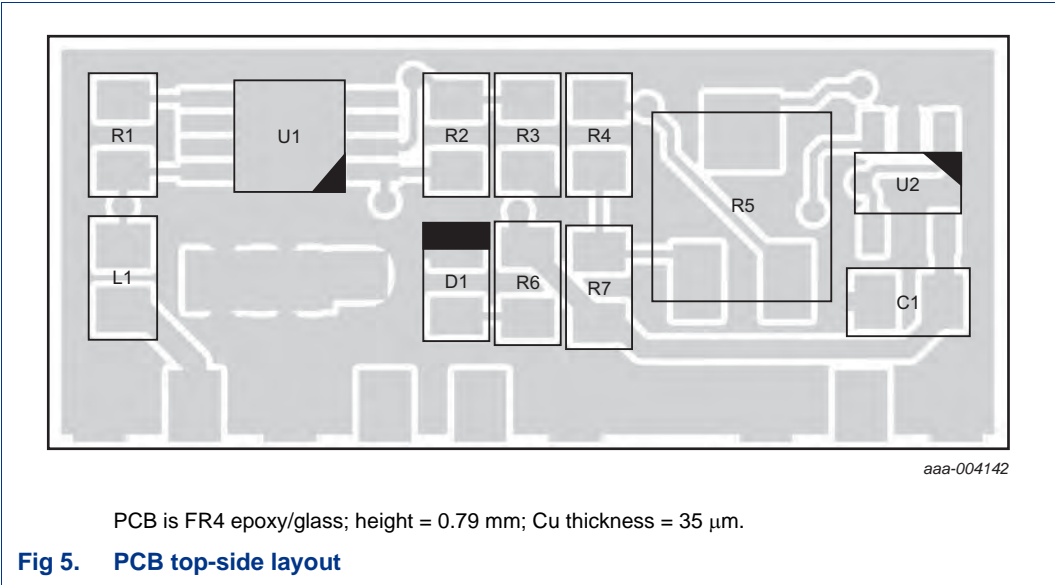 R1
U1
R2
R3
R4
R5
U2
L1
D1
R6
R7
C1
aaa-004142
PCB is FR4 epoxy/glass; height = 0.79 mm; Cu thickness = 35 μm.
Fig 5. PCB top-side layout